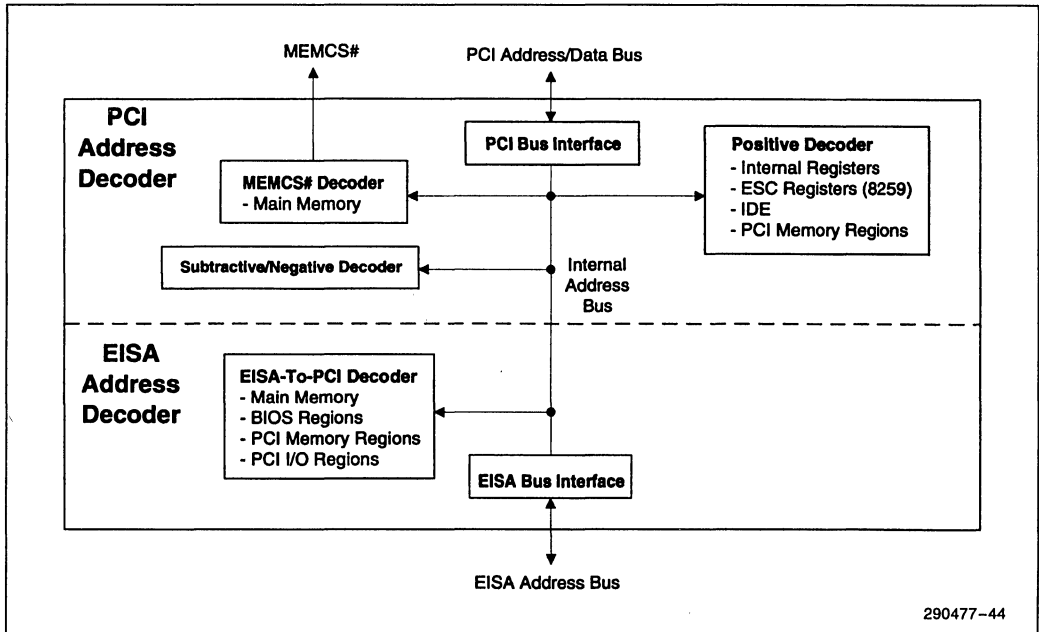 MEMCS#
PCI Address/Data Bus
PCI
Address
Decoder
PCI Bus Interface
Positive Decoder
- Internal Registers
- ESC Registers (8259)
- IDE
- PCI Memory Regions
MEMCS# Decoder
- Main Memory
Subtractive/Negative Decoder
Internal
Address
Bus
EISA
Address
Decoder
EISA-To-PCI Decoder
- Main Memory
- BIOS Regions
- PCI Memory Regions
- PCI I/O Regions
EISA Bus Interface
EISA Address Bus
290477-44